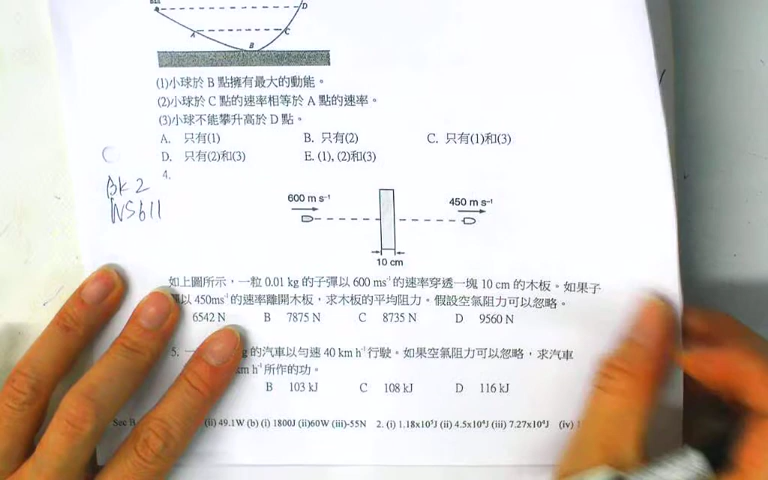 D
A
C
B
(1)小球於 B 點擁有最大的動能。
(2)小球於 C 點的速率相等於 A 點的速率。
(3)小球不能攀升高於 D 點。
A. 只有(1) B. 只有(2) C. 只有(1)和(3)
D. 只有(2)和(3) E. (1), (2)和(3)
BK 2
WS611
4.
600 m s⁻¹ 450 m s⁻¹
10 cm
如上圖所示，一粒 0.01 kg 的子彈以 600 ms⁻¹ 的速率穿透一塊 10 cm 的木板。如果子
以 450ms⁻¹ 的速率離開木板，求木板的平均阻力。假設空氣阻力可以忽略。
6542 N B 7875 N C 8735 N D 9560 N
5. 一 的汽車以勻速 40 km h⁻¹ 行駛。如果空氣阻力可以忽略，求汽車
km h⁻¹ 所作的功。
B 103 kJ C 108 kJ D 116 kJ
Sec B (ii) 49.1W (b) (i) 1800J (ii)60W (iii)-55N 2. (i) 1.18x10⁵J (ii) 4.5x10⁴J (iii) 7.27x10⁴J (iv)